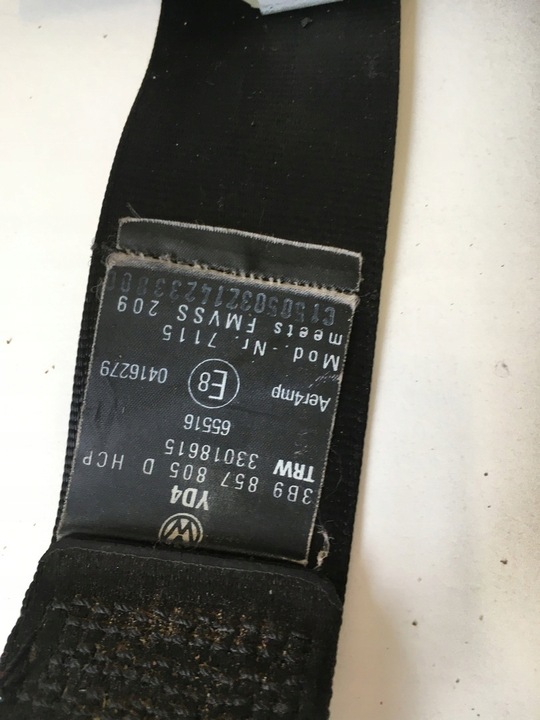 YD4
3B9 857 805 D HCP
TRW 33018615
65516
Aer4mp E8 0416279
Mod.-Nr. 7115
meets FMVSS 209